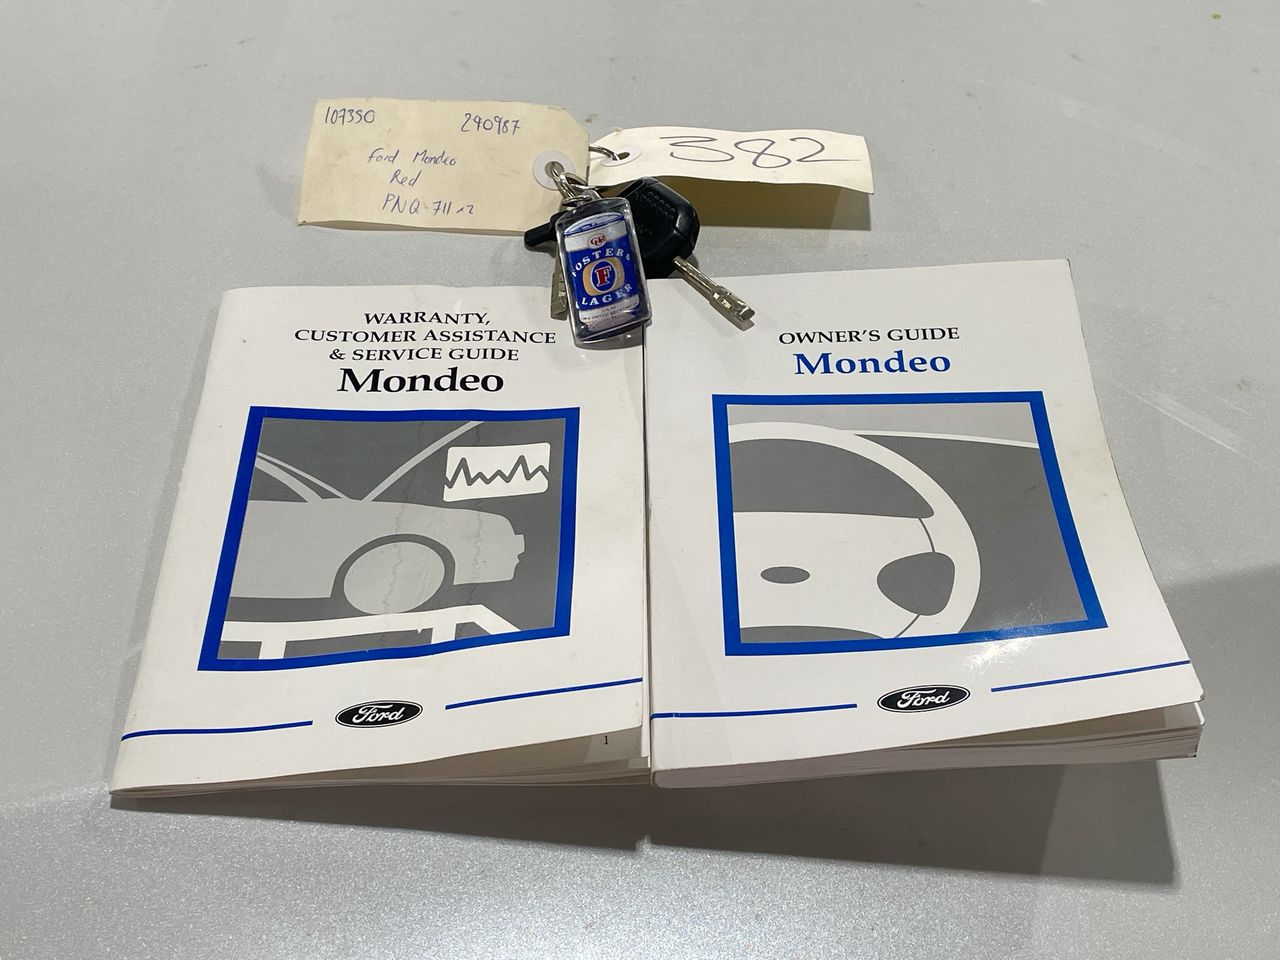 107350
290987
Ford Mondeo
Red
PNQ-711
382
FOSTER'S
F
LAGER
WARRANTY,
CUSTOMER ASSISTANCE
& SERVICE GUIDE
Mondeo
Ford
1
OWNER'S GUIDE
Mondeo
Ford